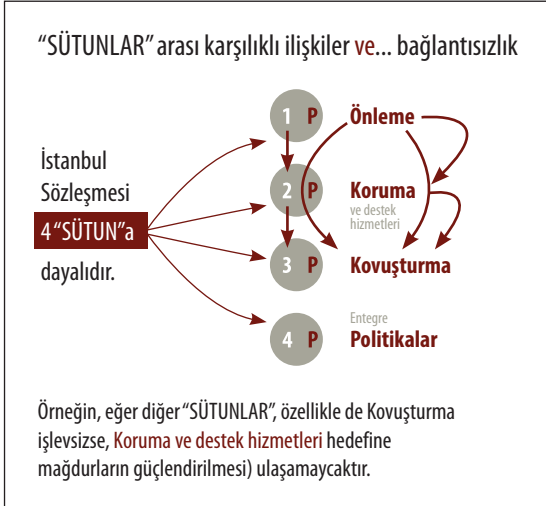 “SÜTUNLAR” arası karşılıklı ilişkiler ve... bağlantısızlık
İstanbul
Sözleşmesi
4 “SÜTUN”a
dayalıdır.
1 P Önleme
2 P Koruma
ve destek
hizmetleri
3 P Kovuşturma
Entegre
4 P Politikalar
Örneğin, eğer diğer “SÜTUNLAR”, özellikle de Kovuşturma
işlevsizse, Koruma ve destek hizmetleri hedefine
mağdurların güçlendirilmesi) ulaşamaycaktır.